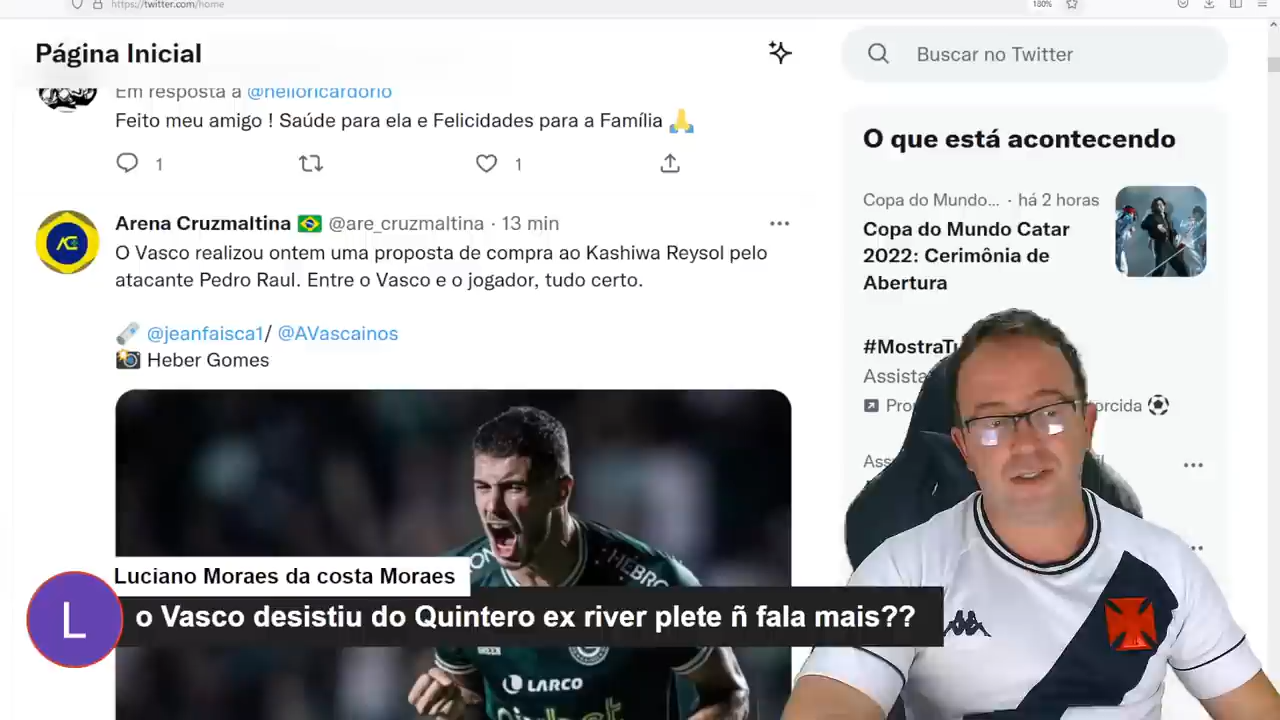 https://twitter.com/home
180%
Página Inicial
Buscar no Twitter
Em resposta a @helioricardorio
Feito meu amigo ! Saúde para ela e Felicidades para a Família 🙏
1
1
O que está acontecendo
Copa do Mundo... · há 2 horas
Copa do Mundo Catar
2022: Cerimônia de
Abertura
Arena Cruzmaltina 🇧🇷 @are_cruzmaltina · 13 min
O Vasco realizou ontem uma proposta de compra ao Kashiwa Reysol pelo
atacante Pedro Raul. Entre o Vasco e o jogador, tudo certo.
🗞 @jeanfaisca1/ @AVascainos
📸 Heber Gomes
#MostraTu
Assista
Pro
orcida ⚽
Ass
Luciano Moraes da costa Moraes
L
o Vasco desistiu do Quintero ex river plete ñ fala mais??
LARCO